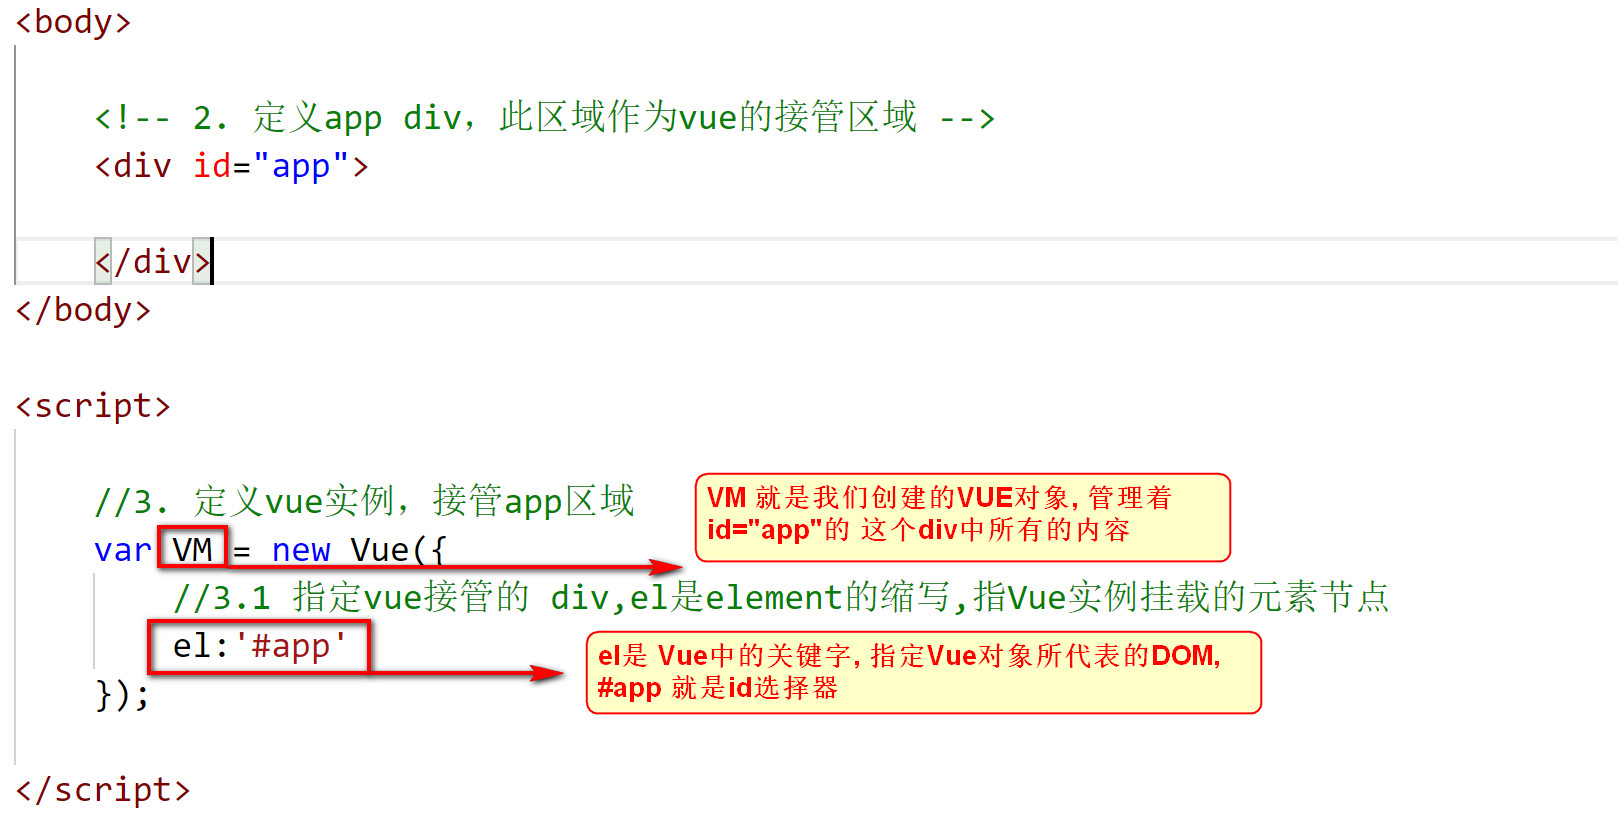 <body>
<!-- 2. 定义app div，此区域作为vue的接管区域 -->
<div id="app">
</div>
</body>
<script>
//3. 定义vue实例，接管app区域
var VM = new Vue({
VM 就是我们创建的VUE对象, 管理着
id="app"的 这个div中所有的内容
//3.1 指定vue接管的 div,el是element的缩写,指Vue实例挂载的元素节点
el:'#app'
el是 Vue中的关键字, 指定Vue对象所代表的DOM,
#app 就是id选择器
});
</script>